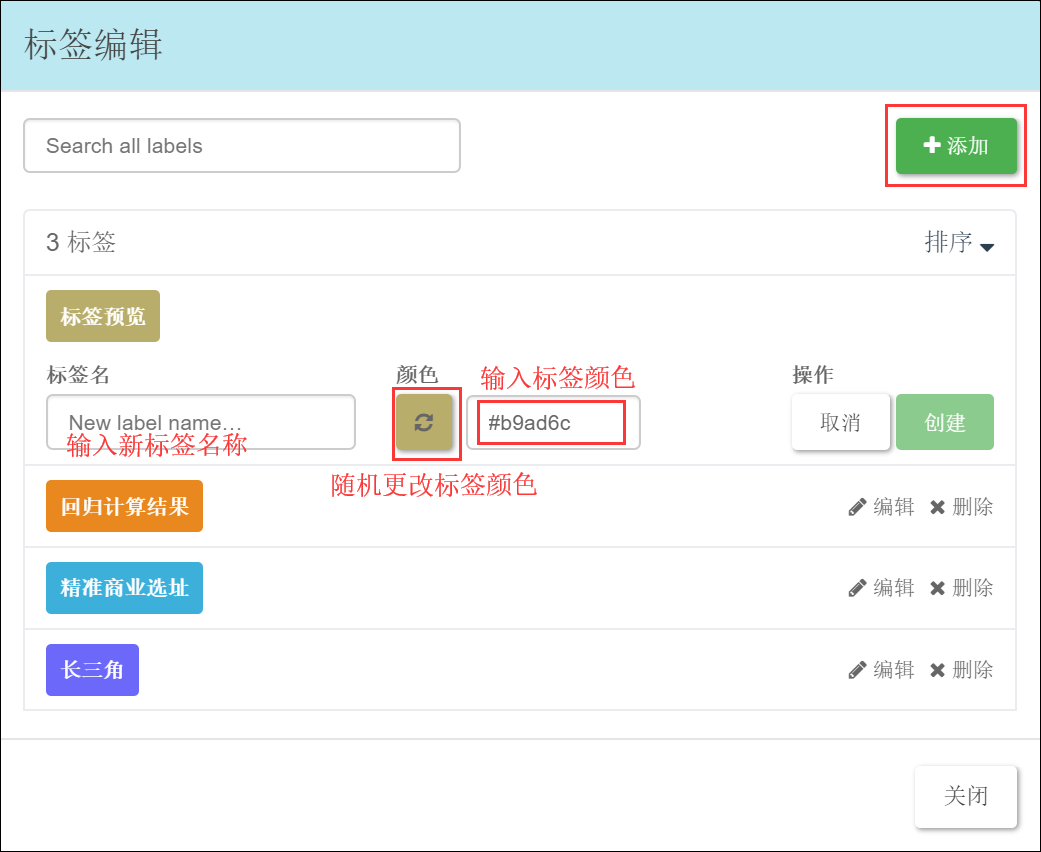 标签编辑
Search all labels
添加
3 标签
排序
标签预览
标签名
颜色
输入标签颜色
操作
New label name...
输入新标签名称
#b9ad6c
取消
创建
随机更改标签颜色
回归计算结果
编辑
删除
精准商业选址
编辑
删除
长三角
编辑
删除
关闭